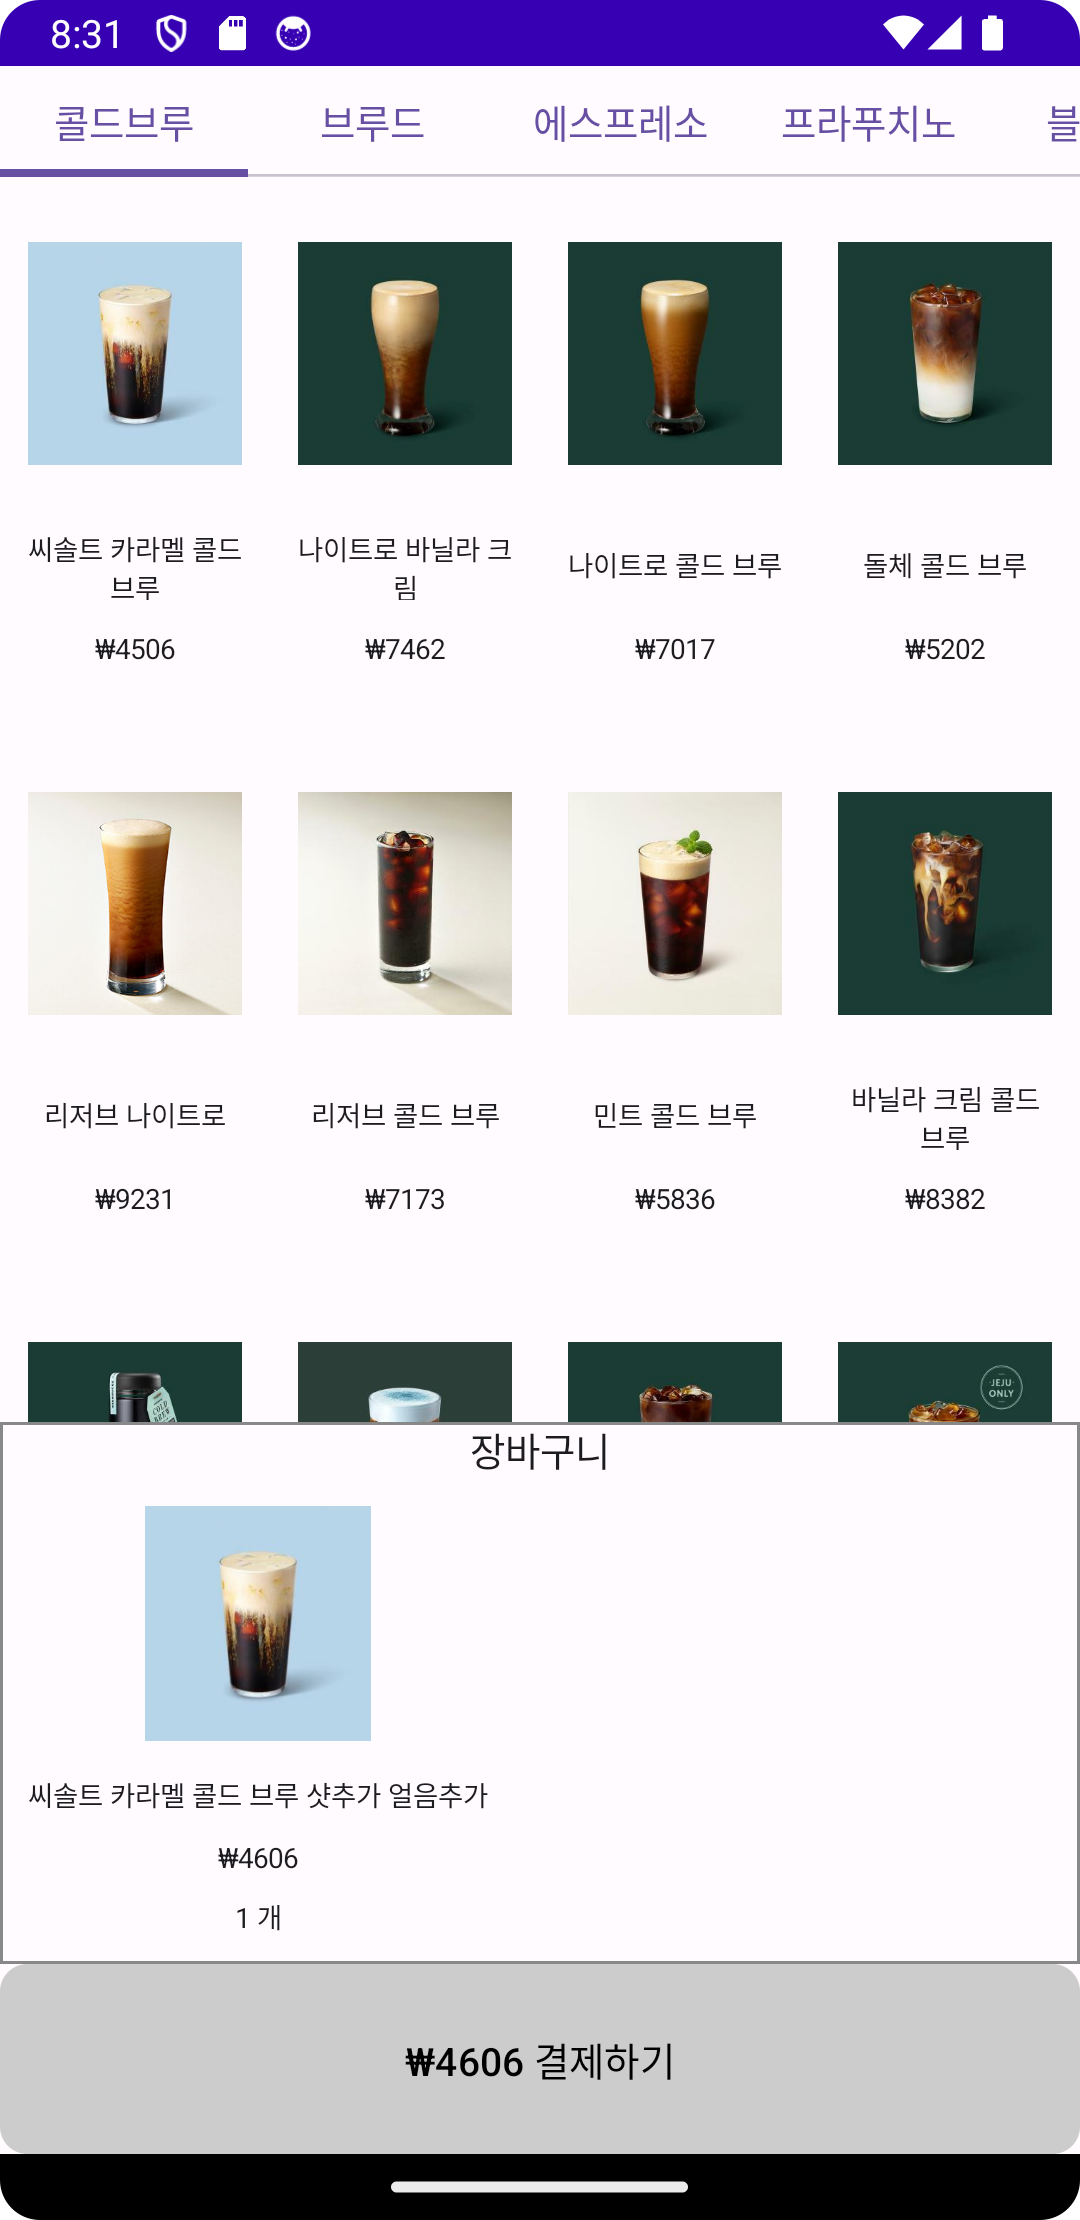 8:31
콜드브루 브루드 에스프레소 프라푸치노 블
씨솔트 카라멜 콜드
브루
나이트로 바닐라 크
림
나이트로 콜드 브루
돌체 콜드 브루
₩4506 ₩7462 ₩7017 ₩5202
리저브 나이트로
리저브 콜드 브루
민트 콜드 브루
바닐라 크림 콜드
브루
₩9231 ₩7173 ₩5836 ₩8382
COLD
BREW
JEJU
ONLY
장바구니
씨솔트 카라멜 콜드 브루 샷추가 얼음추가
₩4606
1 개
₩4606 결제하기